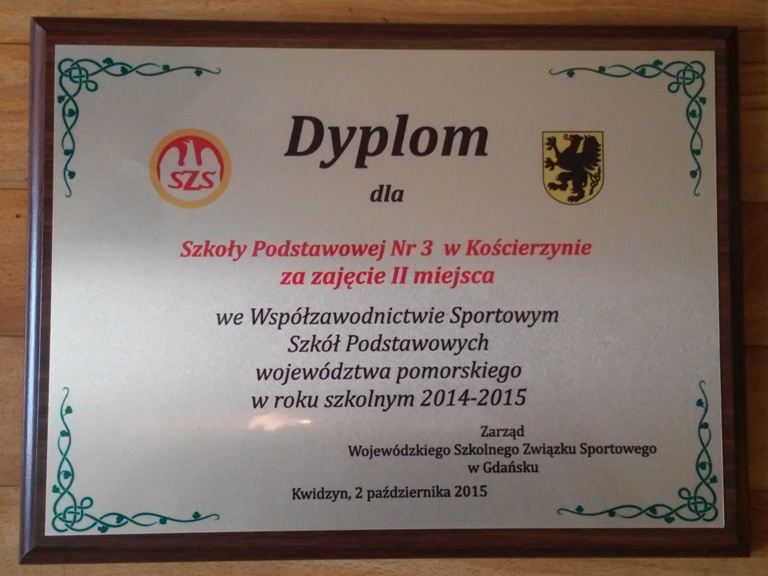 Dyplom
SZS
dla
Szkoły Podstawowej Nr 3 w Kościerzynie
za zajęcie II miejsca
we Współzawodnictwie Sportowym
Szkół Podstawowych
województwa pomorskiego
w roku szkolnym 2014-2015
Zarząd
Wojewódzkiego Szkolnego Związku Sportowego
w Gdańsku
Kwidzyn, 2 października 2015